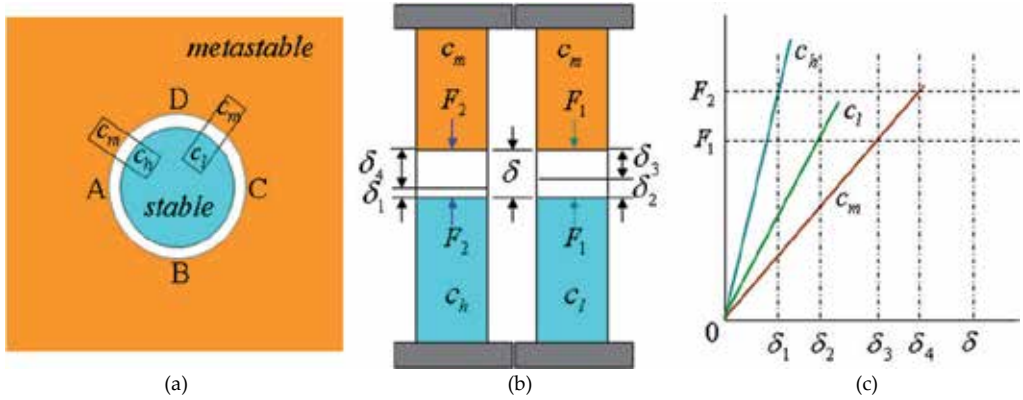 metastable
D
c_m
c_m
c_h
c_l
A
C
stable
B
(a)
c_m
c_m
F_2
F_1
δ_4
δ
δ_3
δ_1
δ_2
F_2
F_1
c_h
c_l
(b)
c_h
F_2
c_l
F_1
c_m
0
δ_1 δ_2 δ_3 δ_4 δ
(c)